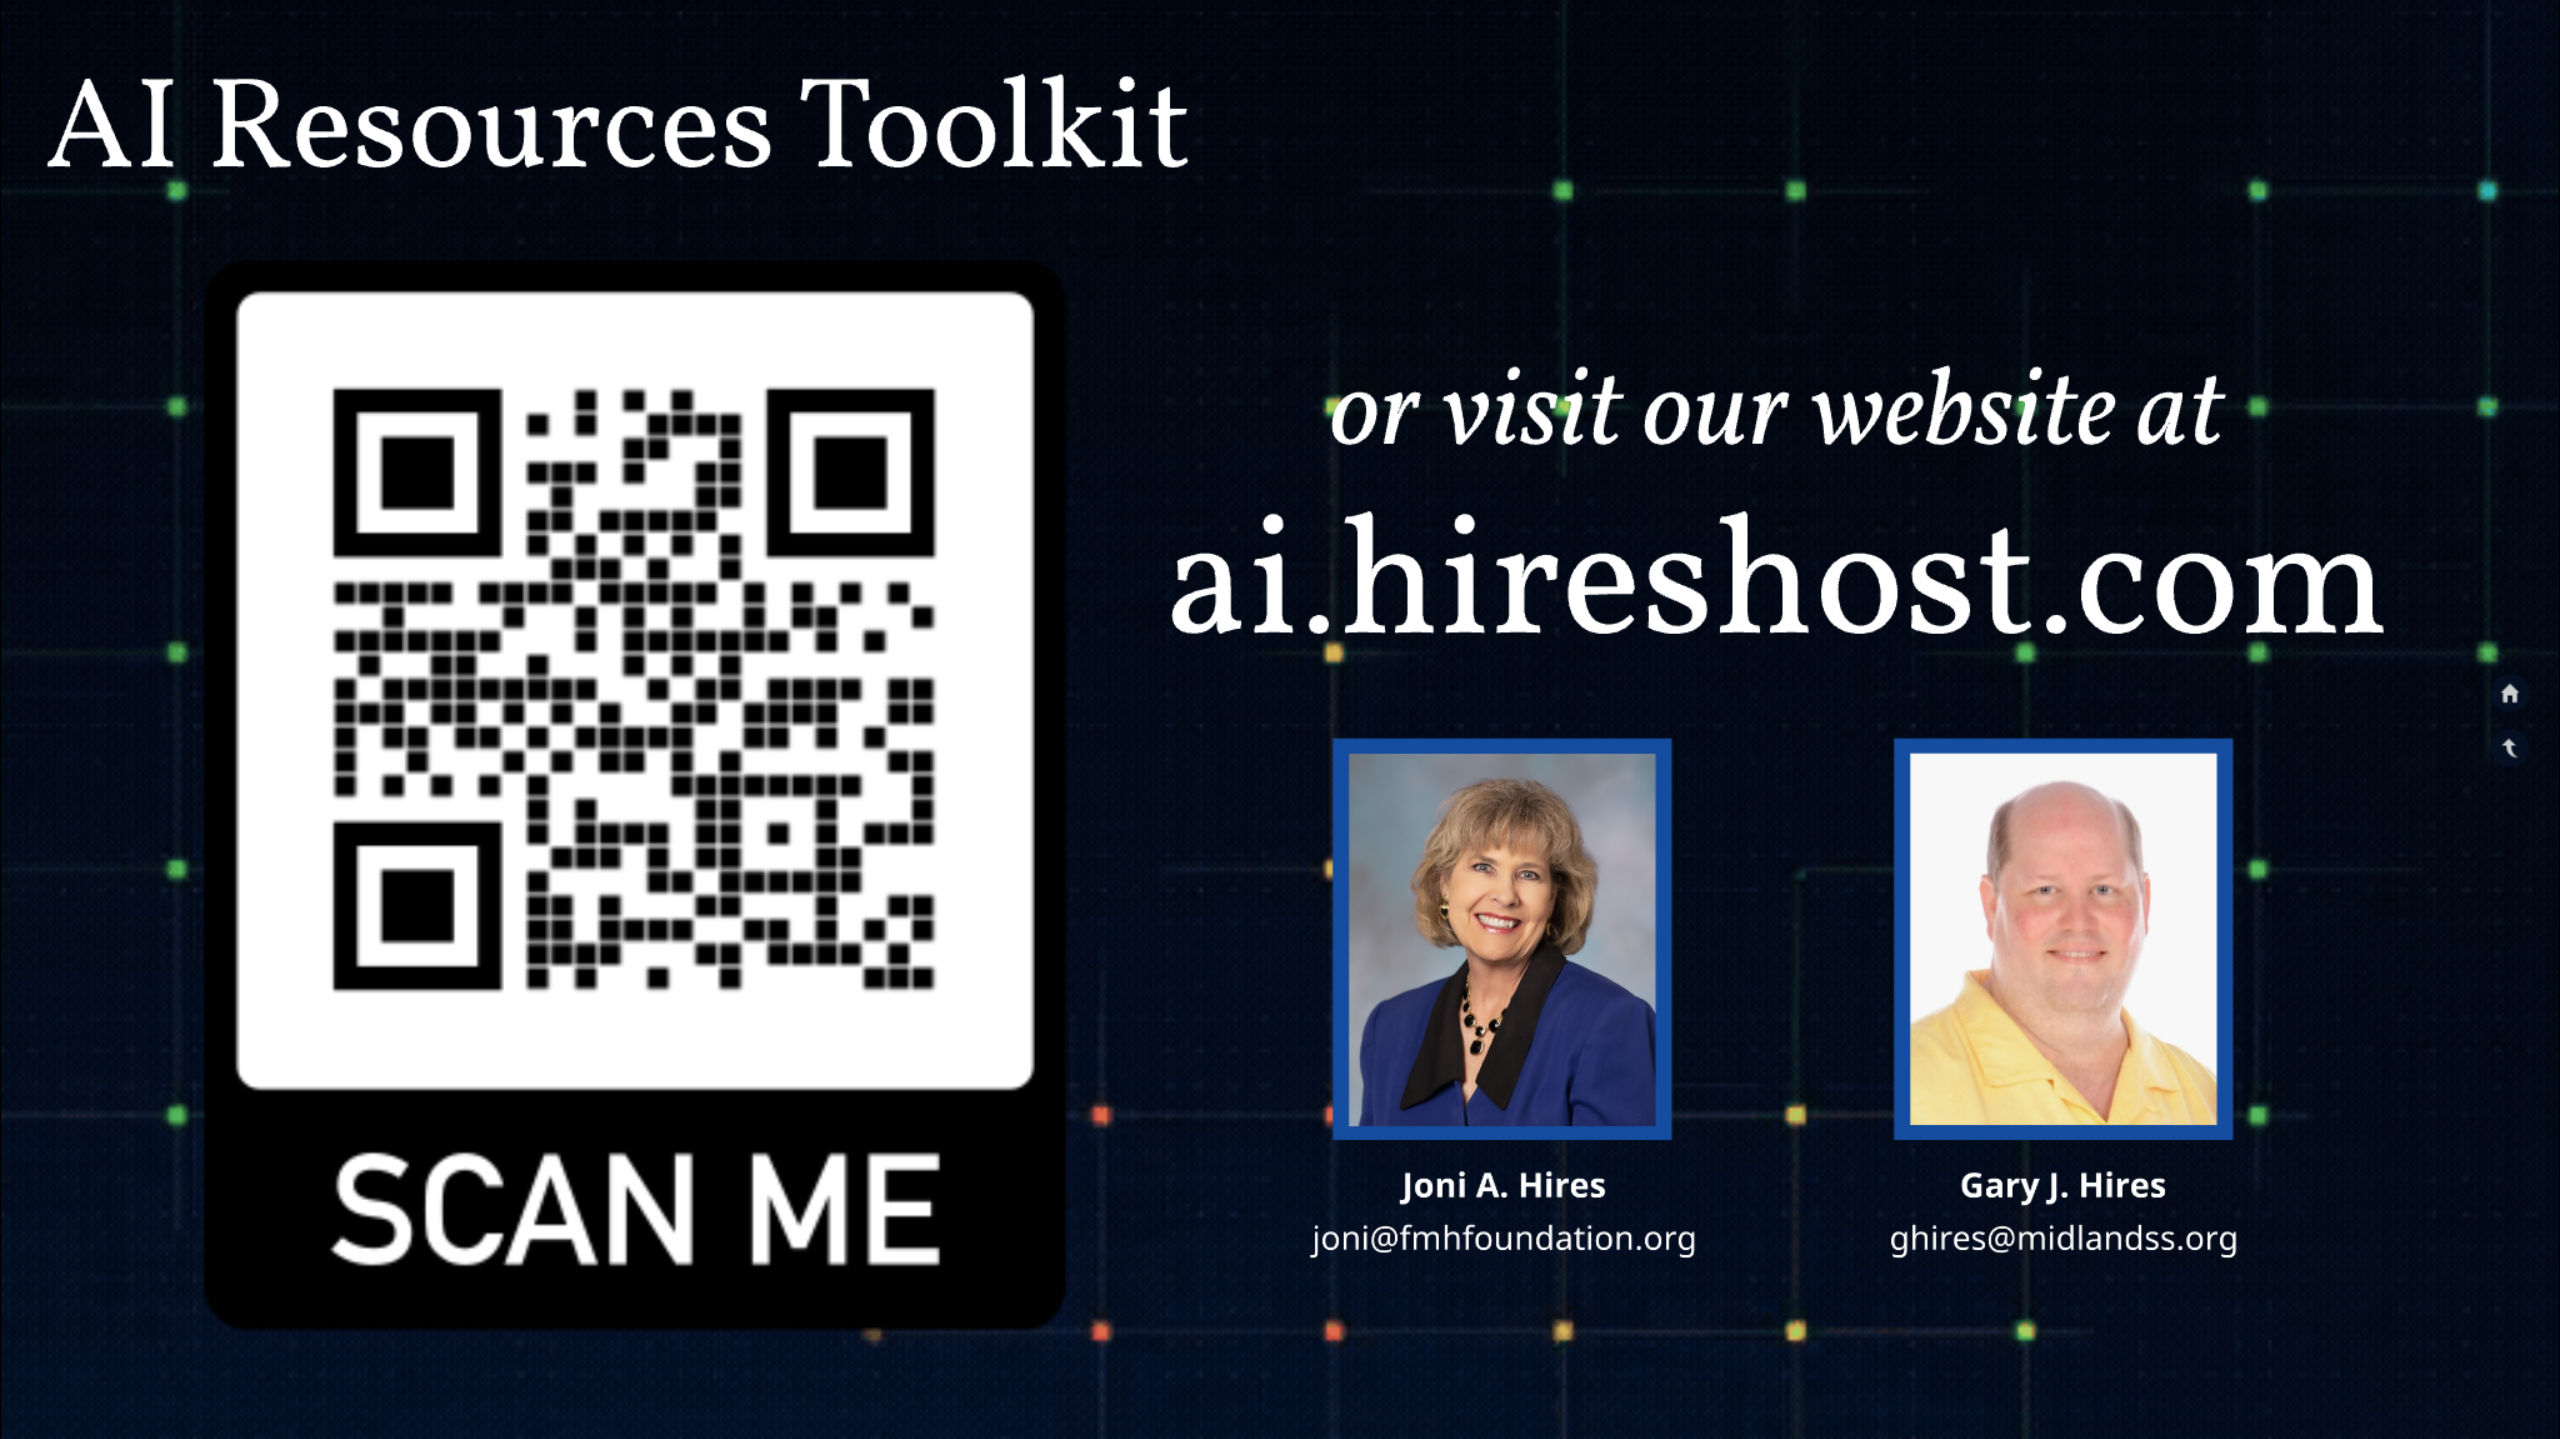 AI Resources Toolkit
SCAN ME
or visit our website at
ai.hireshost.com
Joni A. Hires
joni@fmhfoundation.org
Gary J. Hires
ghires@midlandss.org